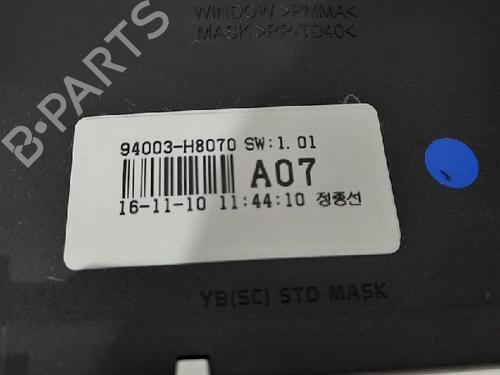 WINDOW >PMMA<
MASK >PP-TD40<
B-PARTS
94003-H8070 SW:1.01
A07
16-11-10 11:44:10 정종선
YB(SC) STD MASK